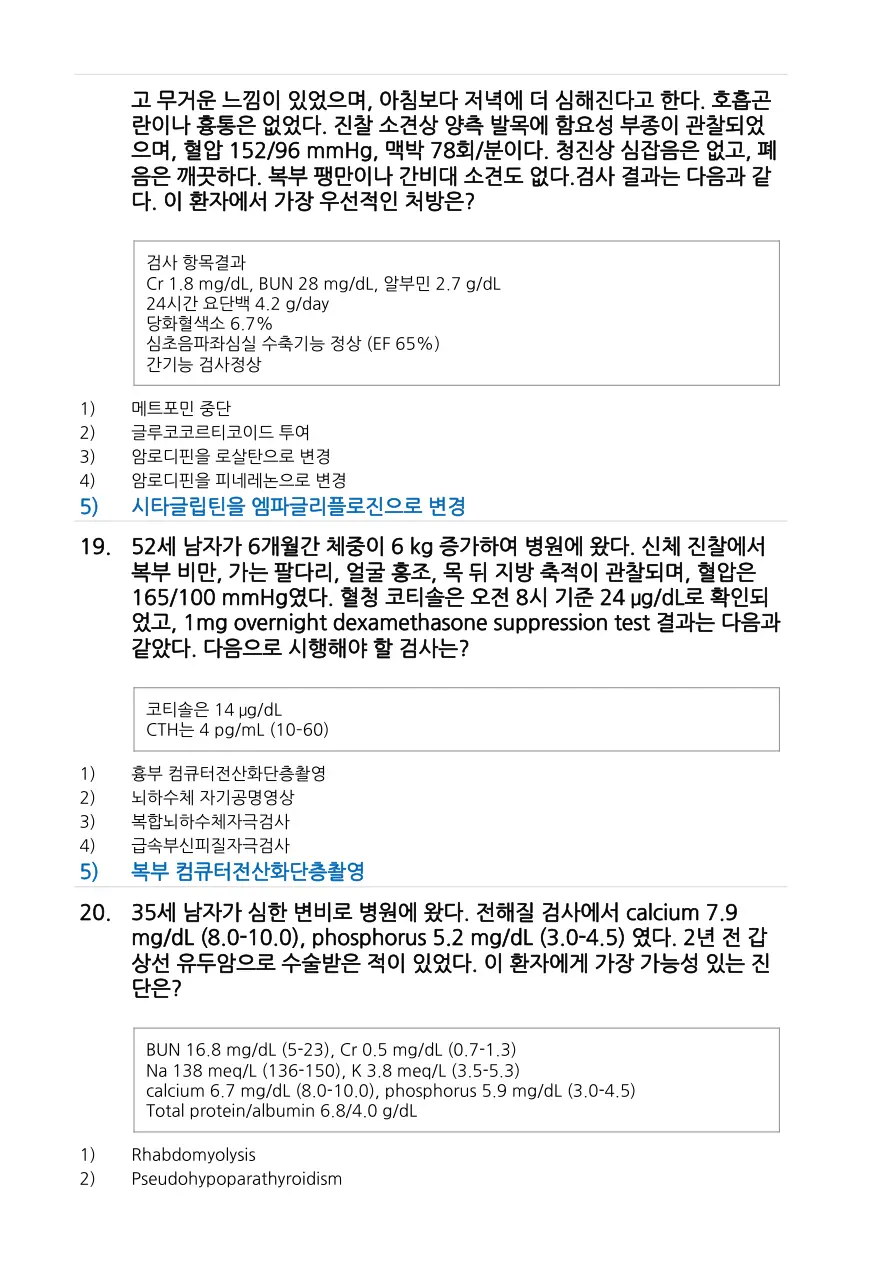 고 무거운 느낌이 있었으며, 아침보다 저녁에 더 심해진다고 한다. 호흡곤
란이나 흉통은 없었다. 진찰 소견상 양측 발목에 함요성 부종이 관찰되었
으며, 혈압 152/96 mmHg, 맥박 78회/분이다. 청진상 심잡음은 없고, 폐
음은 깨끗하다. 복부 팽만이나 간비대 소견도 없다.검사 결과는 다음과 같
다. 이 환자에서 가장 우선적인 처방은?
검사 항목결과
Cr 1.8 mg/dL, BUN 28 mg/dL, 알부민 2.7 g/dL
24시간 요단백 4.2 g/day
당화혈색소 6.7%
심초음파좌심실 수축기능 정상 (EF 65%)
간기능 검사정상
1) 메트포민 중단
2) 글루코코르티코이드 투여
3) 암로디핀을 로살탄으로 변경
4) 암로디핀을 피네레논으로 변경
5) 시타글립틴을 엠파글리플로진으로 변경
19. 52세 남자가 6개월간 체중이 6 kg 증가하여 병원에 왔다. 신체 진찰에서
복부 비만, 가는 팔다리, 얼굴 홍조, 목 뒤 지방 축적이 관찰되며, 혈압은
165/100 mmHg였다. 혈청 코티솔은 오전 8시 기준 24 μg/dL로 확인되
었고, 1mg overnight dexamethasone suppression test 결과는 다음과
같았다. 다음으로 시행해야 할 검사는?
코티솔은 14 μg/dL
CTH는 4 pg/mL (10–60)
1) 흉부 컴퓨터전산화단층촬영
2) 뇌하수체 자기공명영상
3) 복합뇌하수체자극검사
4) 급속부신피질자극검사
5) 복부 컴퓨터전산화단층촬영
20. 35세 남자가 심한 변비로 병원에 왔다. 전해질 검사에서 calcium 7.9
mg/dL (8.0-10.0), phosphorus 5.2 mg/dL (3.0-4.5) 였다. 2년 전 갑
상선 유두암으로 수술받은 적이 있었다. 이 환자에게 가장 가능성 있는 진
단은?
BUN 16.8 mg/dL (5-23), Cr 0.5 mg/dL (0.7-1.3)
Na 138 meq/L (136-150), K 3.8 meq/L (3.5-5.3)
calcium 6.7 mg/dL (8.0-10.0), phosphorus 5.9 mg/dL (3.0-4.5)
Total protein/albumin 6.8/4.0 g/dL
1) Rhabdomyolysis
2) Pseudohypoparathyroidism